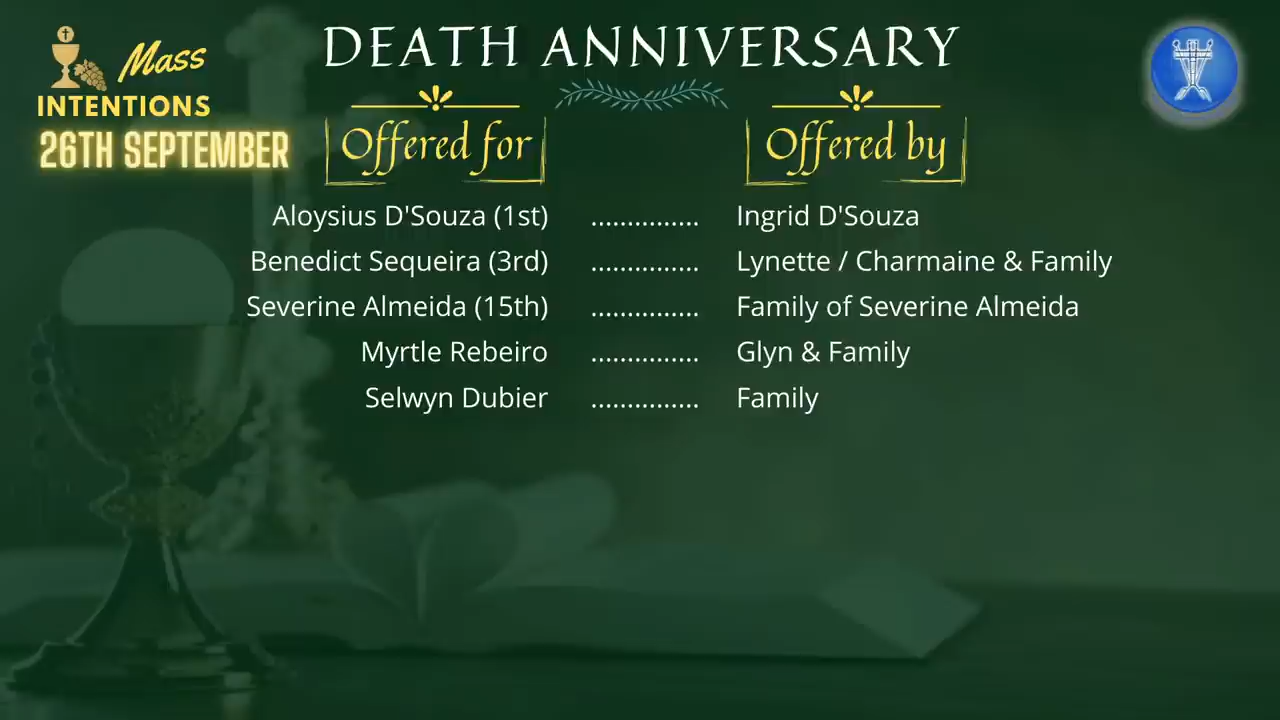 Mass
INTENTIONS
26TH SEPTEMBER
DEATH ANNIVERSARY
Offered for Offered by
Aloysius D'Souza (1st) ............... Ingrid D'Souza
Benedict Sequeira (3rd) ............... Lynette / Charmaine & Family
Severine Almeida (15th) ............... Family of Severine Almeida
Myrtle Rebeiro ............... Glyn & Family
Selwyn Dubier ............... Family